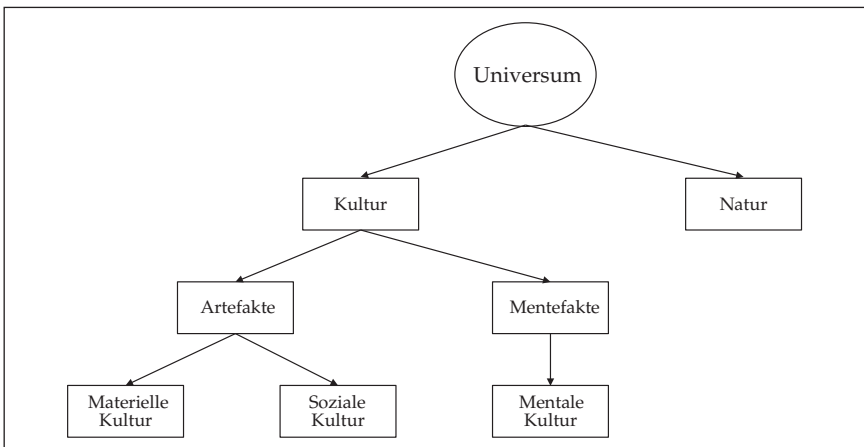 Universum
Kultur
Natur
Artefakte
Mentefakte
Materielle
Kultur
Soziale
Kultur
Mentale
Kultur